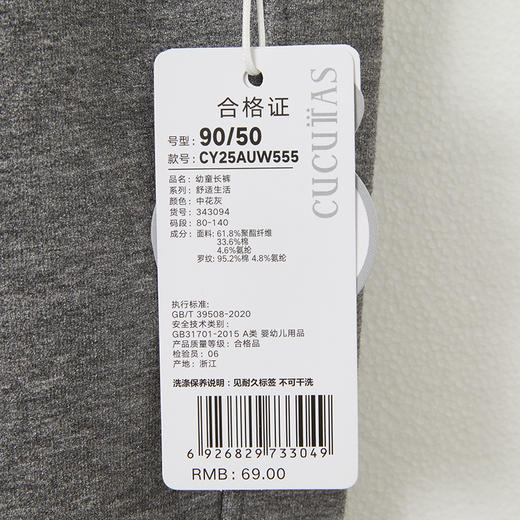 CUCUTAS
合格证
号型: 90/50
款号: CY25AUW555
品名: 幼童长裤
系列: 舒适生活
颜色: 中花灰
货号: 343094
码段: 80-140
成分: 面料: 61.8%聚酯纤维
33.6%棉
4.6%氨纶
罗纹: 95.2%棉 4.8%氨纶
执行标准:
GB/T 39508-2020
安全技术类别:
GB31701-2015 A类 婴幼儿用品
产品质量等级: 合格品
检验员: 06
产地: 浙江
洗涤保养说明: 见耐久标签 不可干洗
6 926829 733049
RMB: 69.00